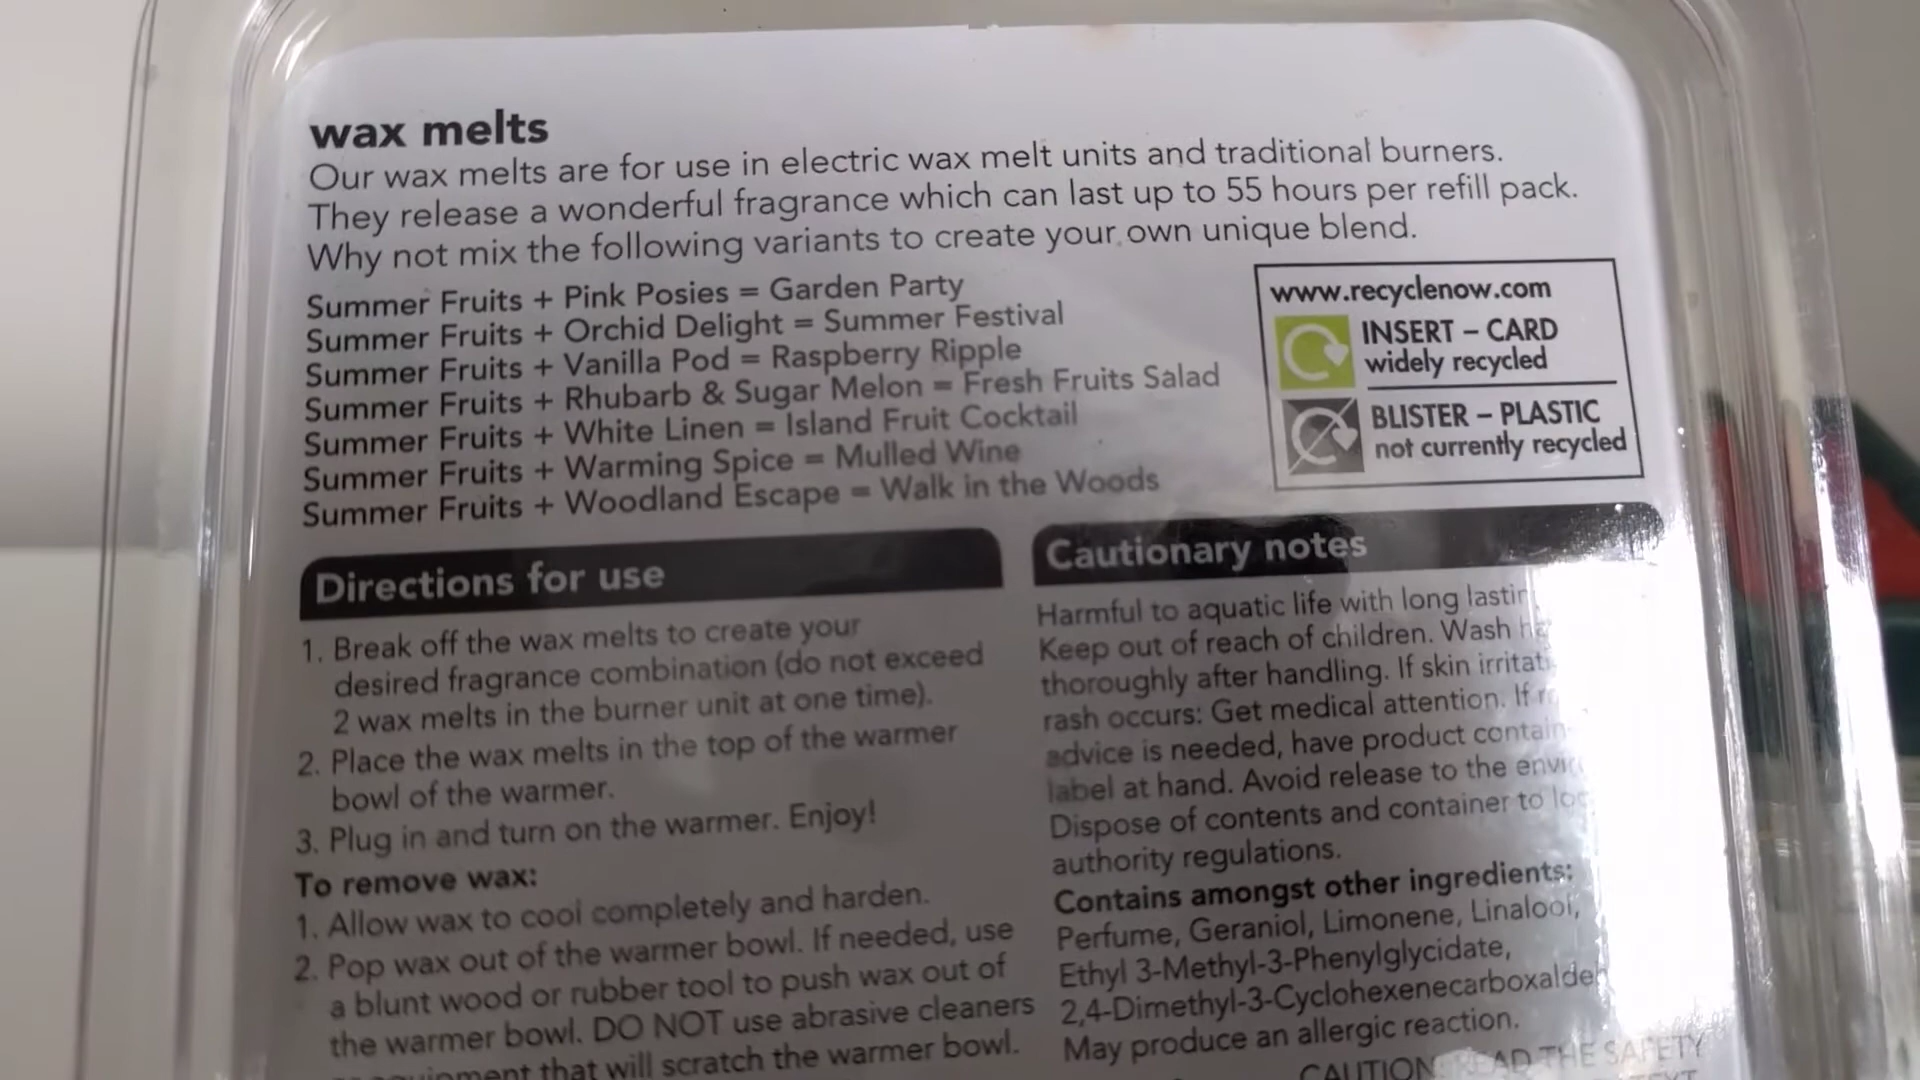 wax melts
Our wax melts are for use in electric wax melt units and traditional burners.
They release a wonderful fragrance which can last up to 55 hours per refill pack.
Why not mix the following variants to create your own unique blend.
Summer Fruits + Pink Posies = Garden Party
Summer Fruits + Orchid Delight = Summer Festival
Summer Fruits + Vanilla Pod = Raspberry Ripple
Summer Fruits + Rhubarb & Sugar Melon = Fresh Fruits Salad
Summer Fruits + White Linen = Island Fruit Cocktail
Summer Fruits + Warming Spice = Mulled Wine
Summer Fruits + Woodland Escape = Walk in the Woods
www.recyclenow.com
INSERT – CARD
widely recycled
BLISTER – PLASTIC
not currently recycled
Directions for use
1. Break off the wax melts to create your
desired fragrance combination (do not exceed
2 wax melts in the burner unit at one time).
2. Place the wax melts in the top of the warmer
bowl of the warmer.
3. Plug in and turn on the warmer. Enjoy!
To remove wax:
1. Allow wax to cool completely and harden.
2. Pop wax out of the warmer bowl. If needed, use
a blunt wood or rubber tool to push wax out of
the warmer bowl. DO NOT use abrasive cleaners
that will scratch the warmer bowl.
Cautionary notes
Harmful to aquatic life with long
Keep out of reach of children. Wash
thoroughly after handling. If skin
rash occurs: Get medical attention. If
advice is needed, have product
label at hand. Avoid release to the
Dispose of contents and container to
authority regulations.
Contains amongst other ingredients:
Perfume, Geraniol, Limonene, Linalool,
Ethyl 3-Methyl-3-Phenylglycidate,
May produce an allergic reaction.
CAUTION: READ THE SAFETY